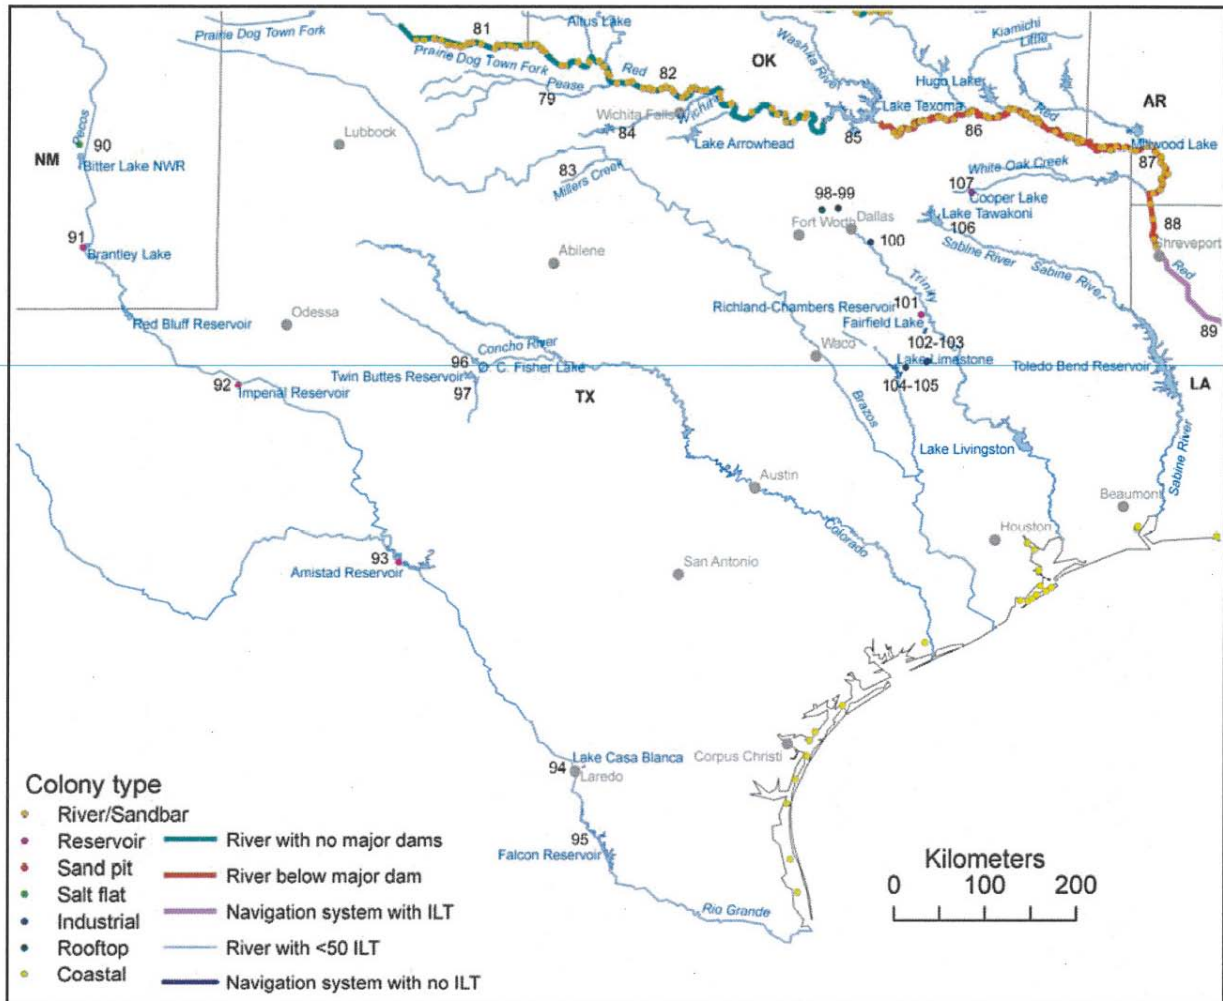 Prairie Dog Town Fork
81
Altus Lake
Prairie Dog Town Fork
Red
82
OK
Washita River
Kiamichi
Little
Hugo Lake
AR
Pease
79
Wichita Falls
Wichita
84
Lake Arrowhead
Lake Texoma
85
86
Red
Millwood Lake
87
Pecos
90
NM
Bitter Lake NWR
Lubbock
83
Millers Creek
White Oak Creek
107
Cooper Lake
98-99
Lake Tawakoni
106
88
Fort Worth
Dallas
100
Sabine River
Sabine River
Shreveport
Red
91
Brantley Lake
Abilene
Trinity
Richland-Chambers Reservoir
101
Fairfield Lake
89
Red Bluff Reservoir
Odessa
Concho River
102-103
Waco
Lake Limestone
96
O. C. Fisher Lake
Twin Buttes Reservoir
97
Toledo Bend Reservoir
LA
92
Imperial Reservoir
TX
104-105
Brazos
Lake Livingston
Sabine River
Austin
Beaumont
Colorado
Houston
93
Amistad Reservoir
San Antonio
Lake Casa Blanca
94
Laredo
Corpus Christi
95
Falcon Reservoir
Rio Grande
Kilometers
0 100 200
Colony type
River/Sandbar
Reservoir
Sand pit
Salt flat
Industrial
Rooftop
Coastal
River with no major dams
River below major dam
Navigation system with ILT
River with <50 ILT
Navigation system with no ILT